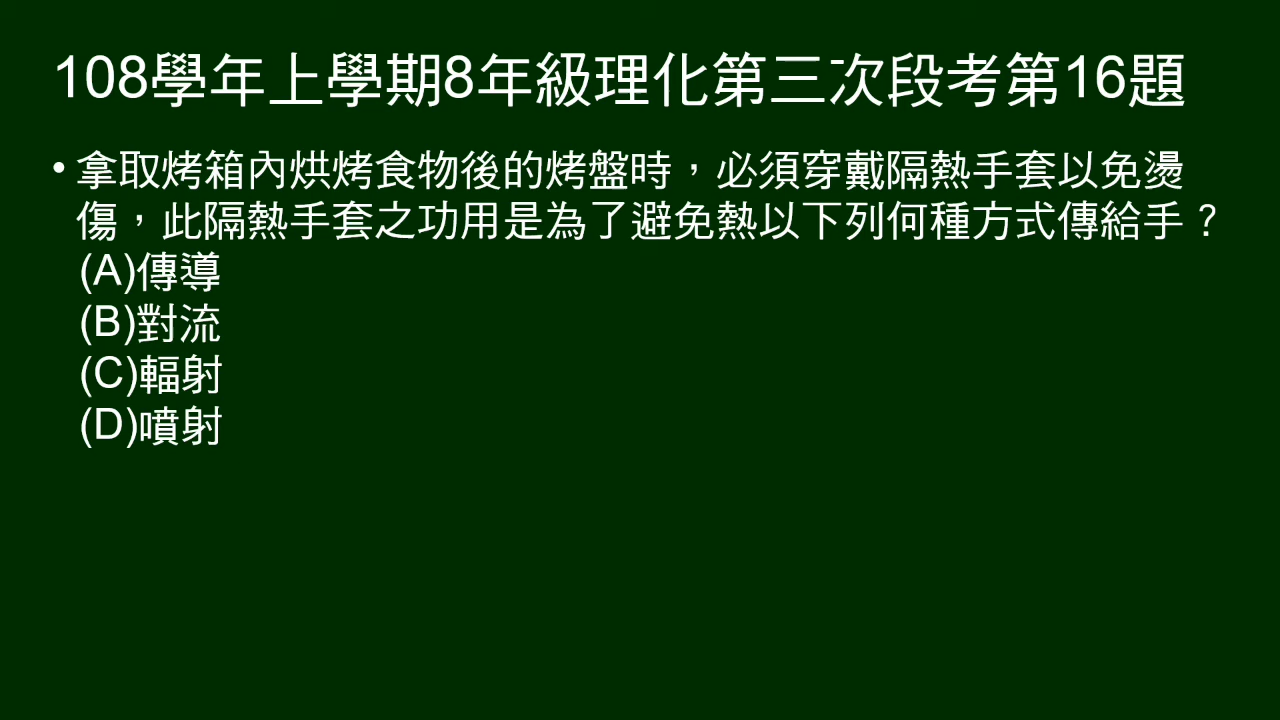 108學年上學期8年級理化第三次段考第16題
• 拿取烤箱內烘烤食物後的烤盤時，必須穿戴隔熱手套以免燙
傷，此隔熱手套之功用是為了避免熱以下列何種方式傳給手？
(A)傳導
(B)對流
(C)輻射
(D)噴射